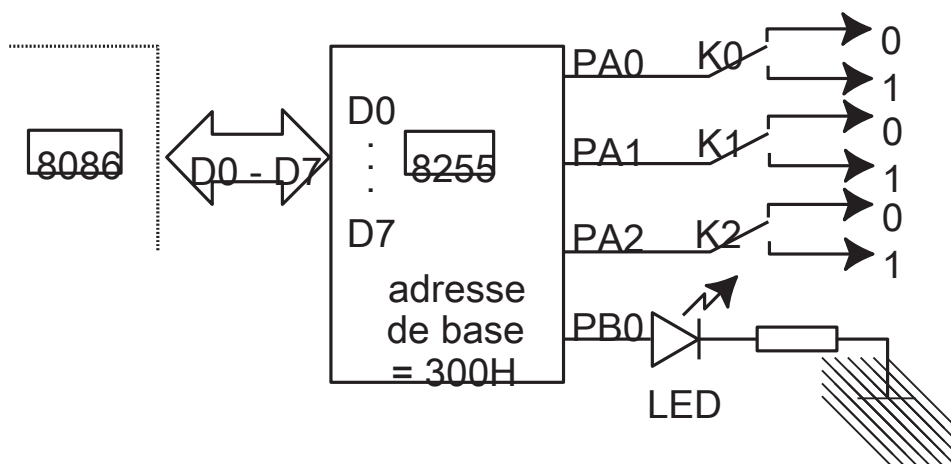 8086
D0 - D7
D0
8255
D7
adresse
de base
= 300H
PA0
K0
0
1
PA1
K1
0
1
PA2
K2
0
1
PB0
LED